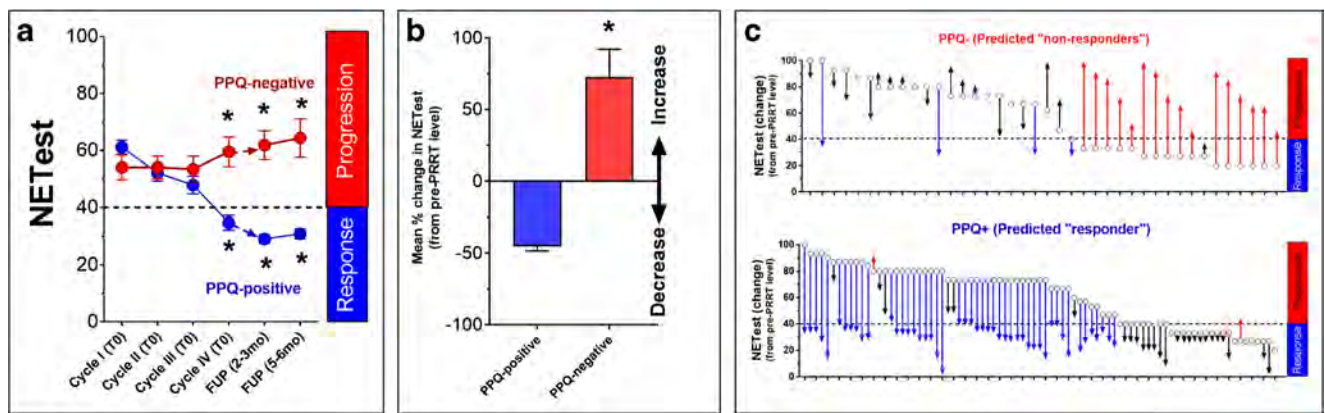 a
NETest
100
80
60
40
20
0
PPQ-negative
*
*
*
*
*
*
PPQ-positive
Progression
Response
Cycle I (T0)
Cycle II (T0)
Cycle III (T0)
Cycle IV (T0)
FUP (2-3mo)
FUP (5-6mo)
b
Mean % change in NETest
(from pre-PRRT level)
100
50
0
-50
-100
*
Decrease
Increase
PPQ-positive
PPQ-negative
c
PPQ- (Predicted "non-responders")
NETest (change)
(from pre-PRRT level)
100
80
60
40
20
0
Response
PPQ+ (Predicted "responder")
NETest (change)
(from pre-PRRT level)
100
80
60
40
20
0
Response